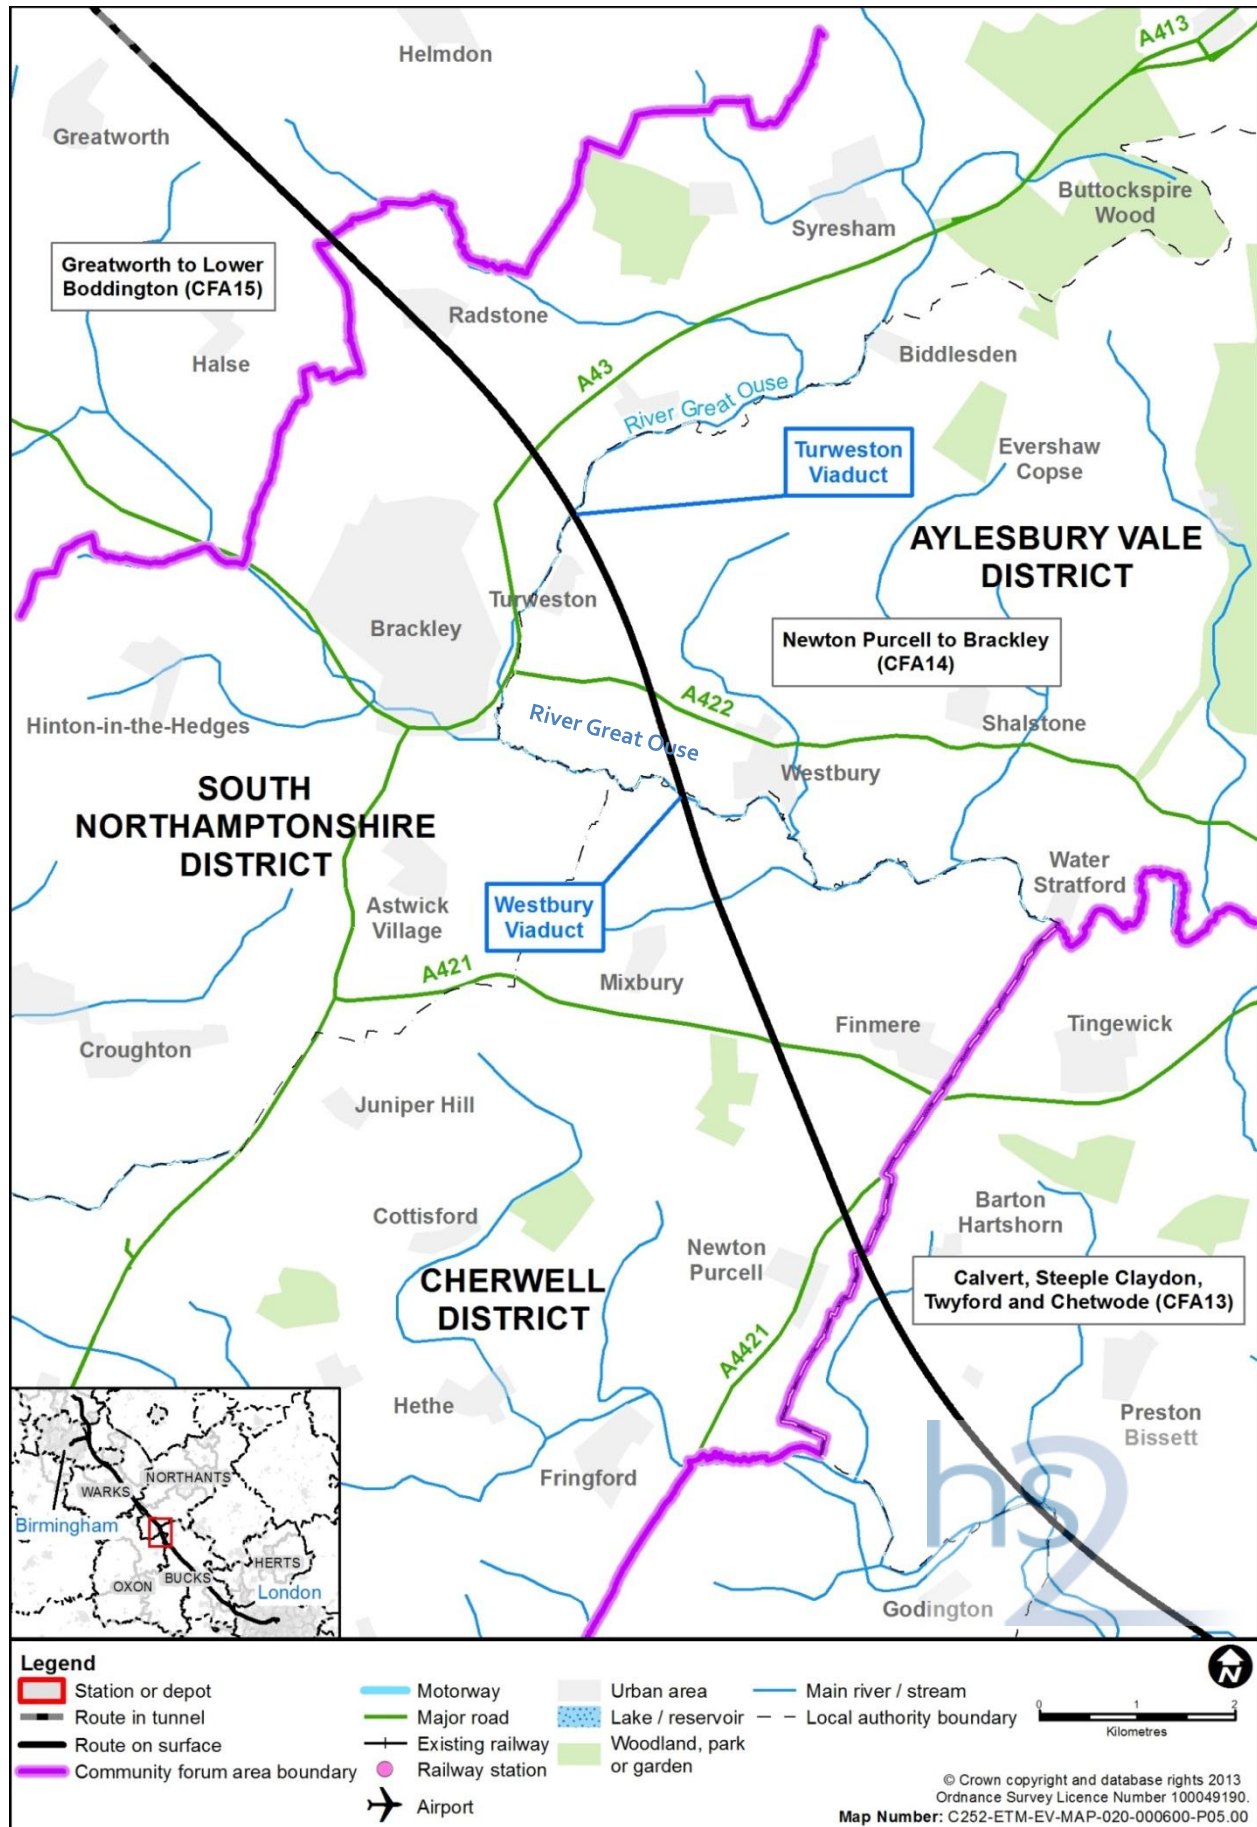 Helmdon
A413
Greatworth
Buttockspire
Wood
Syresham
Greatworth to Lower
Boddington (CFA15)
Radstone
Halse
A43
Biddlesden
River Great Ouse
Turweston
Viaduct
Evershaw
Copse
AYLESBURY VALE
DISTRICT
Turweston
Brackley
Newton Purcell to Brackley
(CFA14)
A422
Hinton-in-the-Hedges
River Great Ouse
Shalstone
Westbury
SOUTH
NORTHAMPTONSHIRE
DISTRICT
Water
Stratford
Astwick
Village
Westbury
Viaduct
A421
Mixbury
Finmere
Tingewick
Croughton
Juniper Hill
Barton
Hartshorn
Cottisford
Newton
Purcell
CHERWELL
DISTRICT
Calvert, Steeple Claydon,
Twyford and Chetwode (CFA13)
A4421
Hethe
Preston
Bissett
Fringford
hs2
Godington
NORTHANTS
WARKS
Birmingham
HERTS
BUCKS
OXON
London
Legend
Station or depot
Route in tunnel
Route on surface
Community forum area boundary
Motorway
Major road
Existing railway
Railway station
Airport
Urban area
Lake / reservoir
Woodland, park
or garden
Main river / stream
Local authority boundary
N
0 1 2
Kilometres
© Crown copyright and database rights 2013
Ordnance Survey Licence Number 100049190.
Map Number: C252-ETM-EV-MAP-020-000600-P05.00